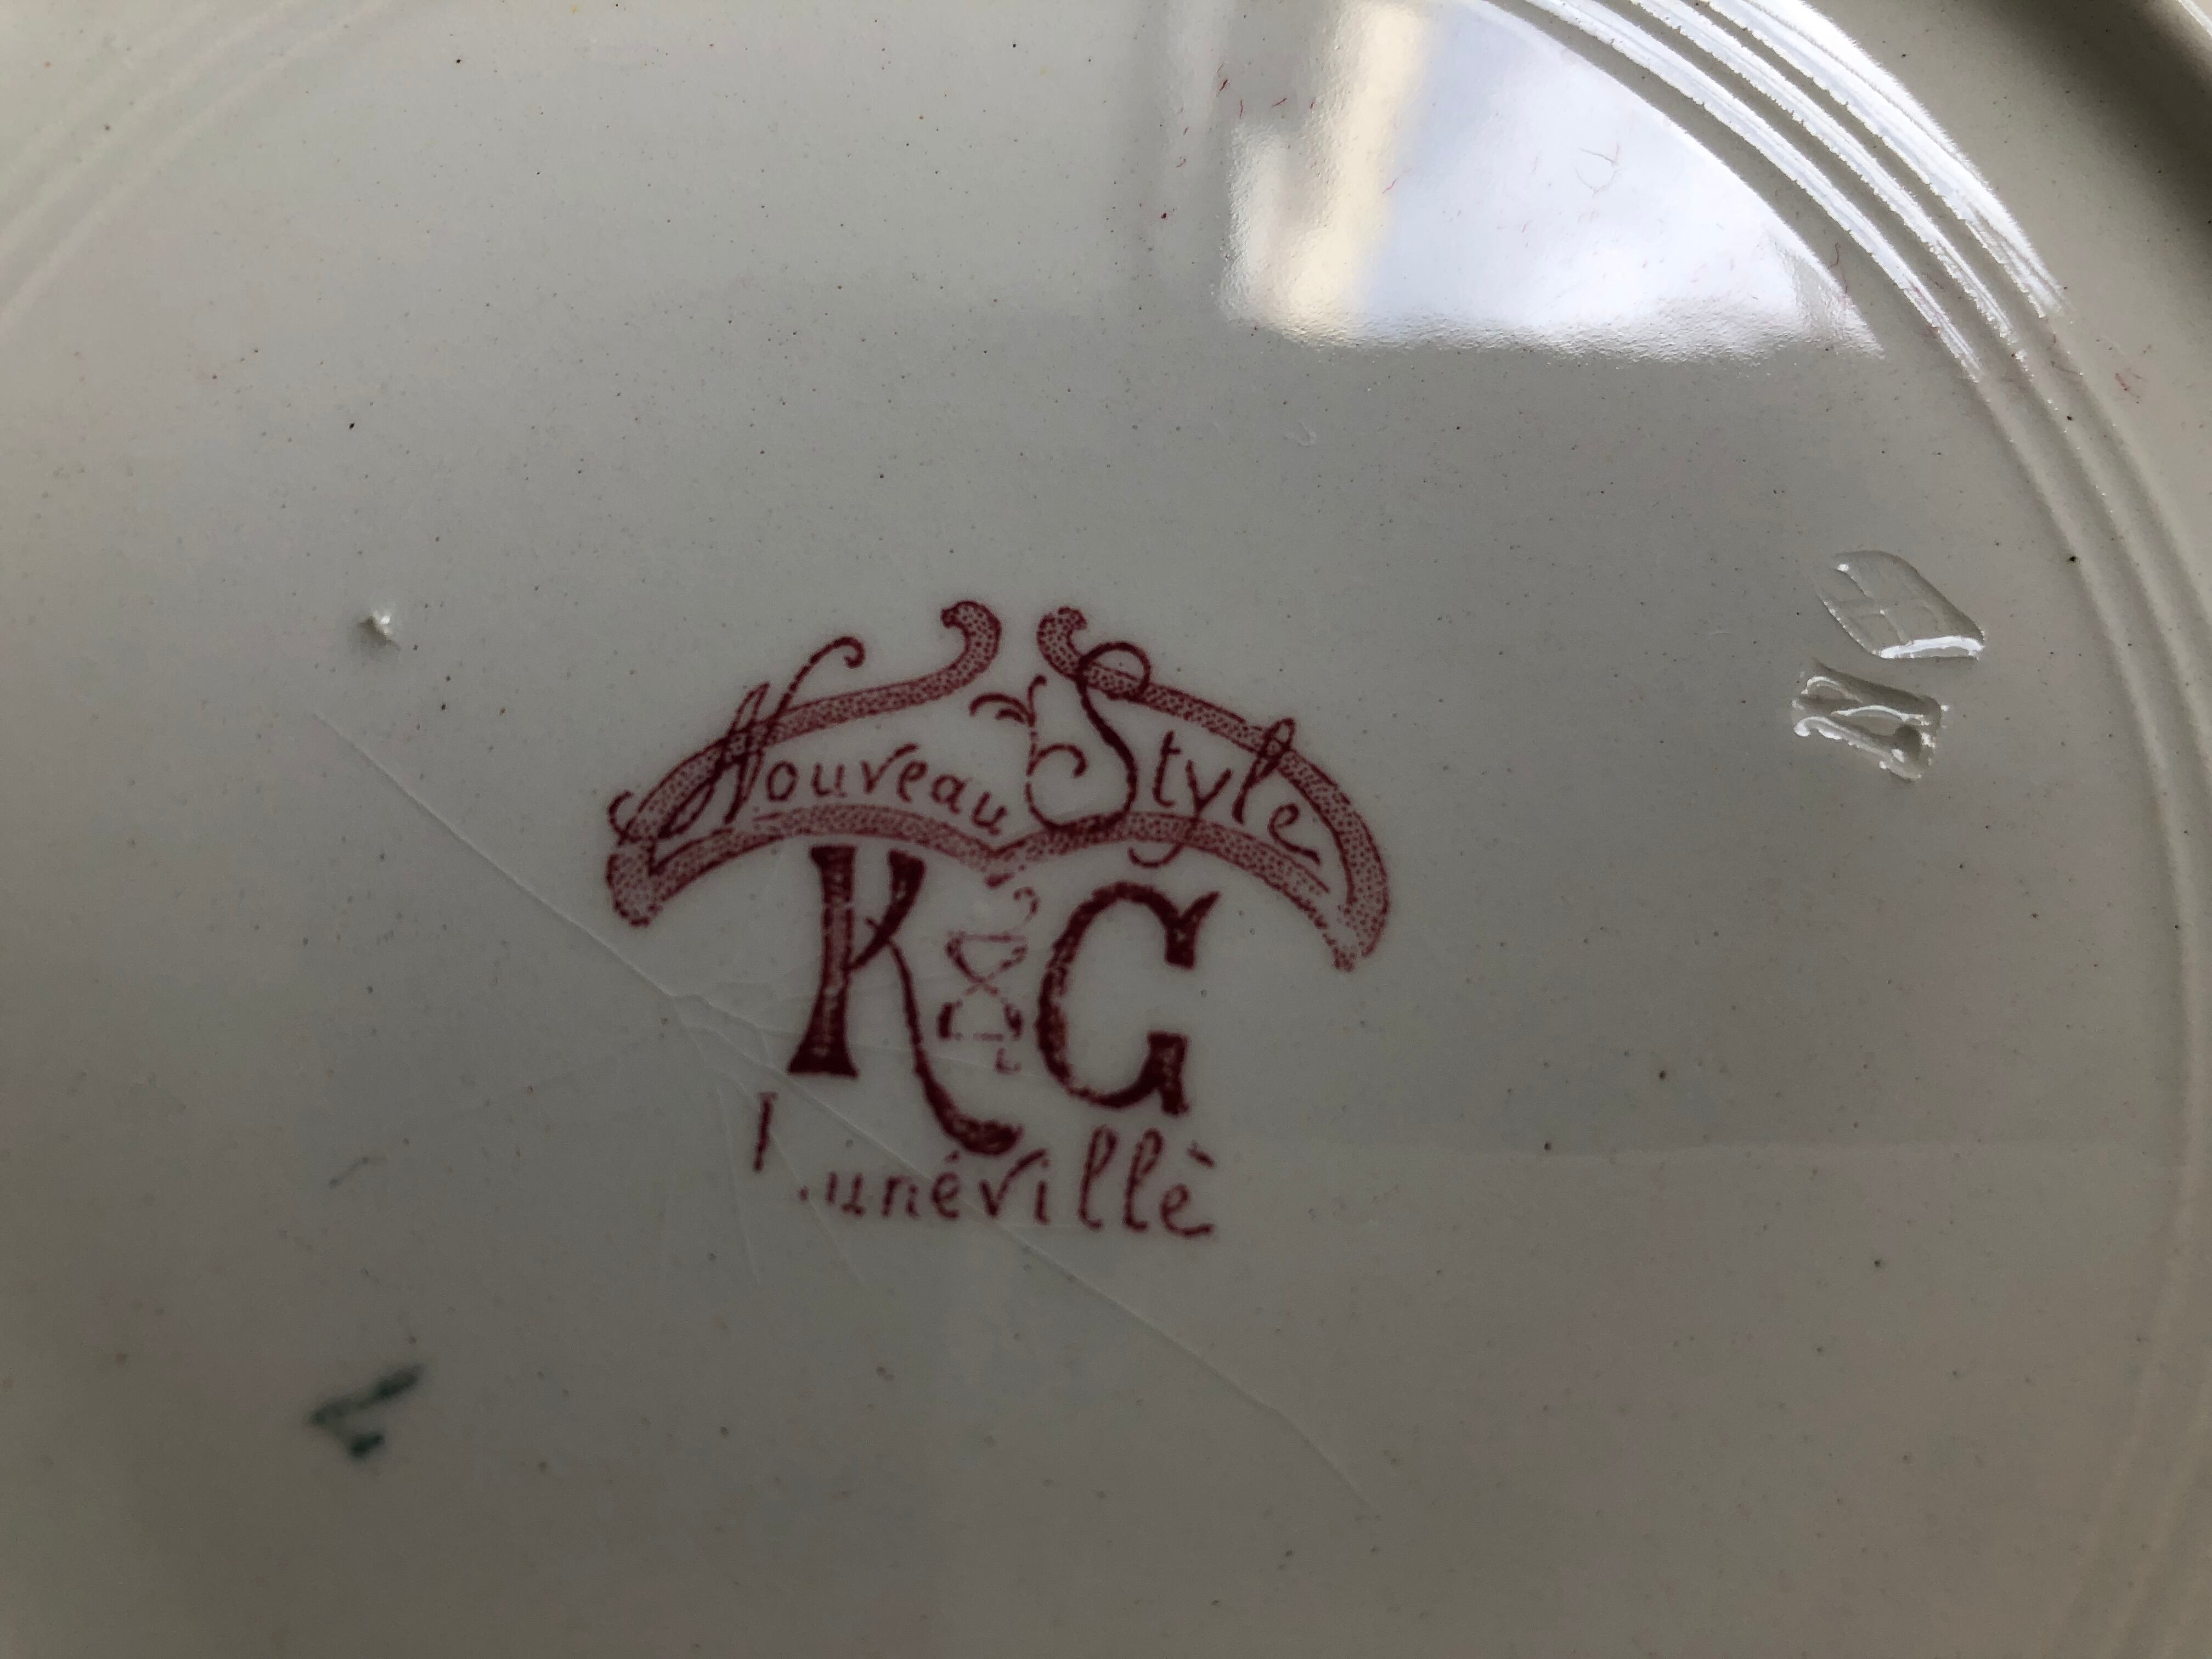 Nouveau Style
K & G
Lunéville